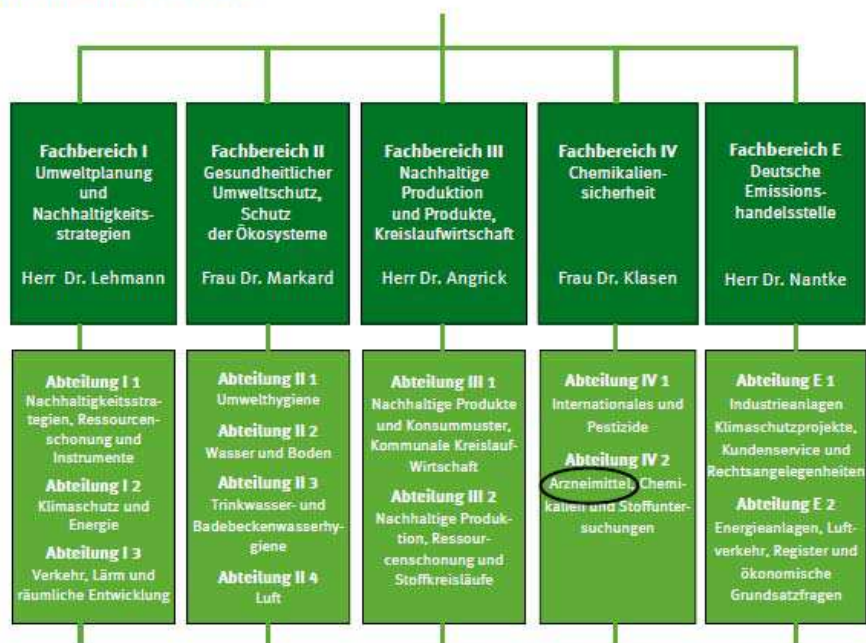 Fachbereich I
Umweltplanung
und
Nachhaltigkeits-
strategien
Herr Dr. Lehmann
Fachbereich II
Gesundheitlicher
Umweltschutz,
Schutz
der Ökosysteme
Frau Dr. Markard
Fachbereich III
Nachhaltige
Produktion
und Produkte,
Kreislaufwirtschaft
Herr Dr. Angrick
Fachbereich IV
Chemikalien-
sicherheit
Frau Dr. Klasen
Fachbereich E
Deutsche
Emissions-
handelsstelle
Herr Dr. Nantke
Abteilung I 1
Nachhaltigkeitsstra-
tegien, Ressourcen-
schonung und
Instrumente
Abteilung I 2
Klimaschutz und
Energie
Abteilung I 3
Verkehr, Lärm und
räumliche Entwicklung
Abteilung II 1
Umwelthygiene
Abteilung II 2
Wasser und Boden
Abteilung II 3
Trinkwasser- und
Badebeckenwasserhy-
giene
Abteilung II 4
Luft
Abteilung III 1
Nachhaltige Produkte
und Konsummuster,
Kommunale Kreislauf-
Wirtschaft
Abteilung III 2
Nachhaltige Produk-
tion, Ressour-
censchonung und
Stoffkreisläufe
Abteilung IV 1
Internationales und
Pestizide
Abteilung IV 2
Arzneimittel, Chemi-
kalien und Stoffunter-
suchungen
Abteilung E 1
Industrieanlagen
Klimaschutzprojekte,
Kundenservice und
Rechtsangelegenheiten
Abteilung E 2
Energieanlagen, Luft-
verkehr, Register und
ökonomische
Grundsatzfragen